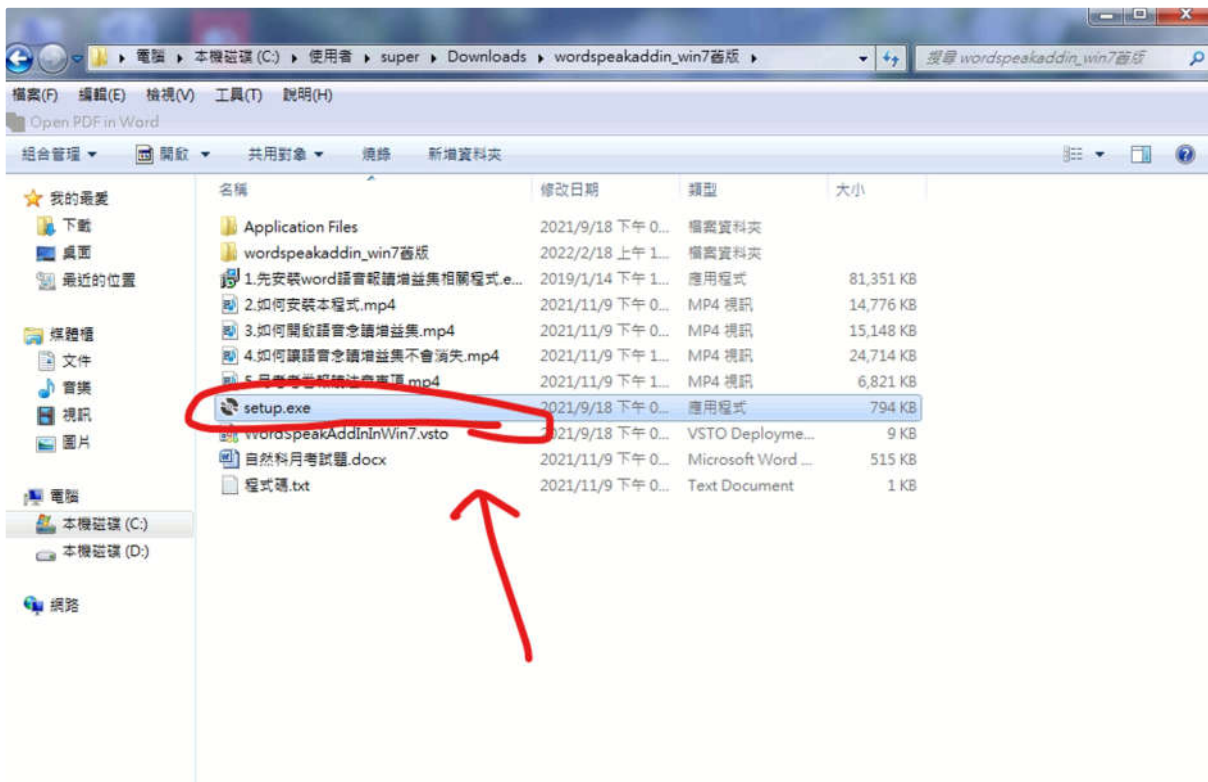 電腦 ▸ 本機磁碟 (C:) ▸ 使用者 ▸ super ▸ Downloads ▸ wordspeakaddin_win7舊版 ▸
搜尋 wordspeakaddin_win7舊版
檔案(F) 編輯(E) 檢視(V) 工具(T) 說明(H)
Open PDF in Word
組合管理 開啟 共用對象 燒錄 新增資料夾
我的最愛
下載
桌面
最近的位置
媒體櫃
文件
音樂
視訊
圖片
電腦
本機磁碟 (C:)
本機磁碟 (D:)
網路
名稱 修改日期 類型 大小
Application Files 2021/9/18 下午 0... 檔案資料夾
wordspeakaddin_win7舊版 2022/2/18 上午 1... 檔案資料夾
1.先安裝word語音報讀增益集相關程式.e... 2019/1/14 下午 1... 應用程式 81,351 KB
2.如何安裝本程式.mp4 2021/11/9 下午 0... MP4 視訊 14,776 KB
3.如何開啟語音念讀增益集.mp4 2021/11/9 下午 0... MP4 視訊 15,148 KB
4.如何讓語音念讀增益集不會消失.mp4 2021/11/9 下午 1... MP4 視訊 24,714 KB
5.月考考卷報讀注意事項.mp4 2021/11/9 下午 1... MP4 視訊 6,821 KB
setup.exe 2021/9/18 下午 0... 應用程式 794 KB
WordSpeakAddInInWin7.vsto 2021/9/18 下午 0... VSTO Deployme... 9 KB
自然科月考試題.docx 2021/11/9 下午 0... Microsoft Word ... 515 KB
程式碼.txt 2021/11/9 下午 0... Text Document 1 KB